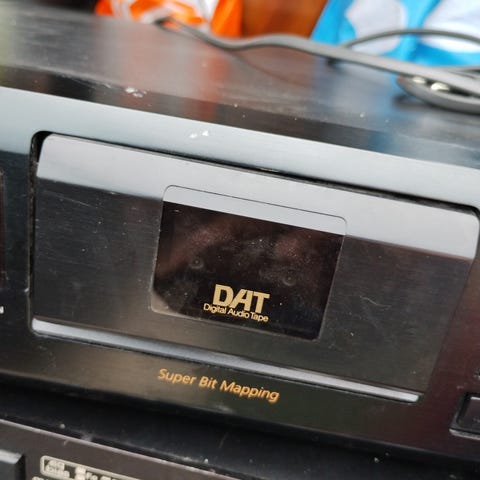 DAT
Digital Audio Tape
Super Bit Mapping